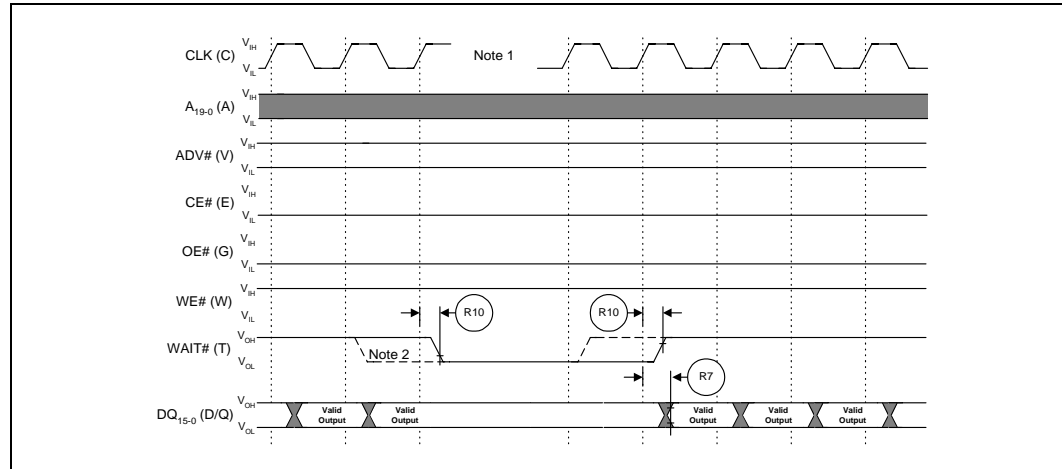 CLK (C) V_IH Note 1
V_IL
A_19-0 (A) V_IH
V_IL
ADV# (V) V_IH
V_IL
CE# (E) V_IH
V_IL
OE# (G) V_IH
V_IL
WE# (W) V_IH
V_IL
R10 R10
WAIT# (T) V_OH
Note 2
V_OL
R7
DQ_15-0 (D/Q) V_OH
Valid Output Valid Output Valid Output Valid Output Valid Output
V_OL